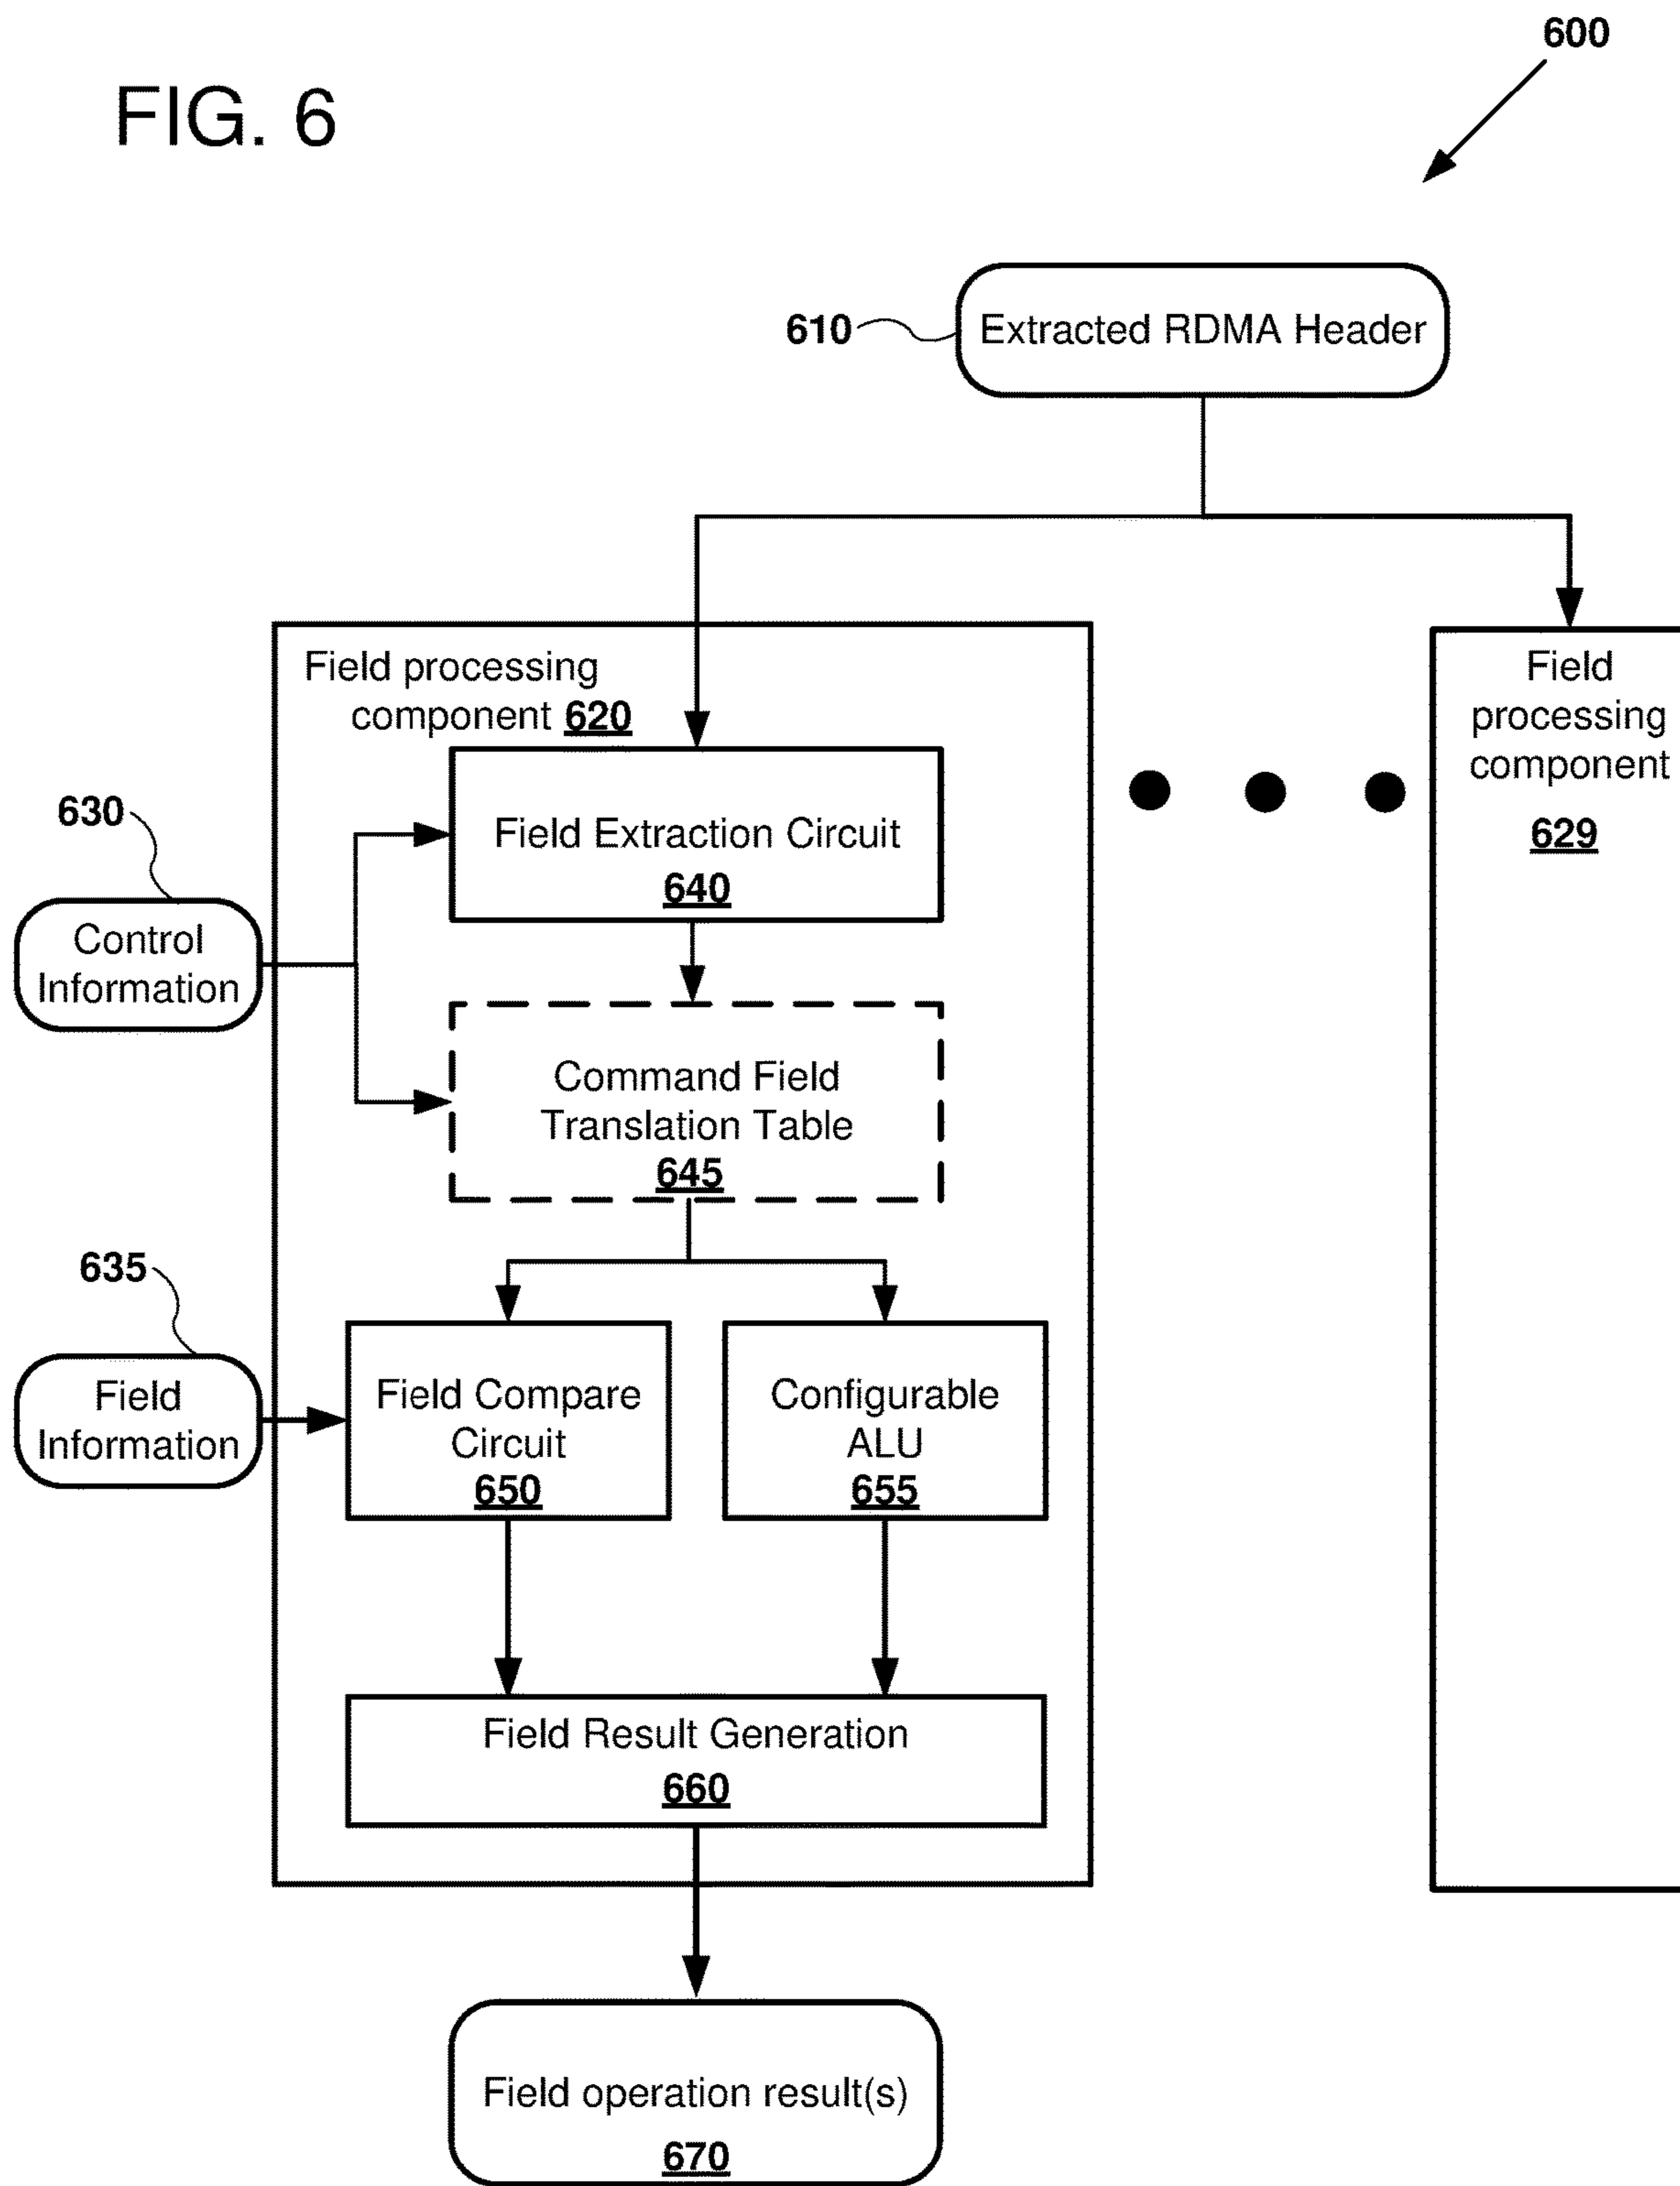 600
FIG. 6
610
Extracted RDMA Header
Field processing
component 620
Field
processing
component
629
630
Field Extraction Circuit
640
Control
Information
Command Field
Translation Table
645
635
Field
Information
Field Compare
Circuit
650
Configurable
ALU
655
Field Result Generation
660
Field operation result(s)
670